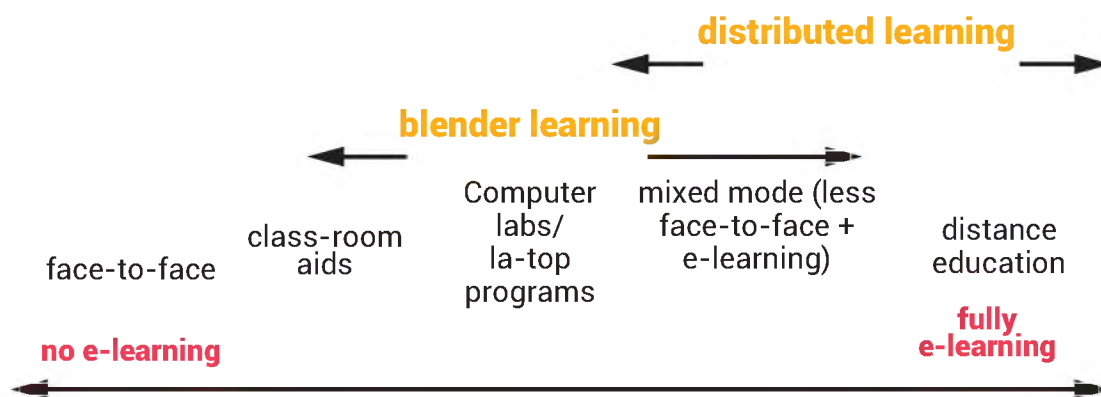 distributed learning
blender learning
face-to-face
class-room
aids
Computer
labs/
la-top
programs
mixed mode (less
face-to-face +
e-learning)
distance
education
no e-learning
fully
e-learning